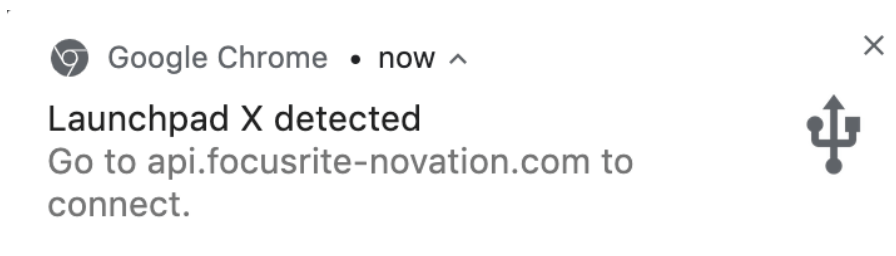 Google Chrome • now
Launchpad X detected
Go to api.focusrite-novation.com to
connect.